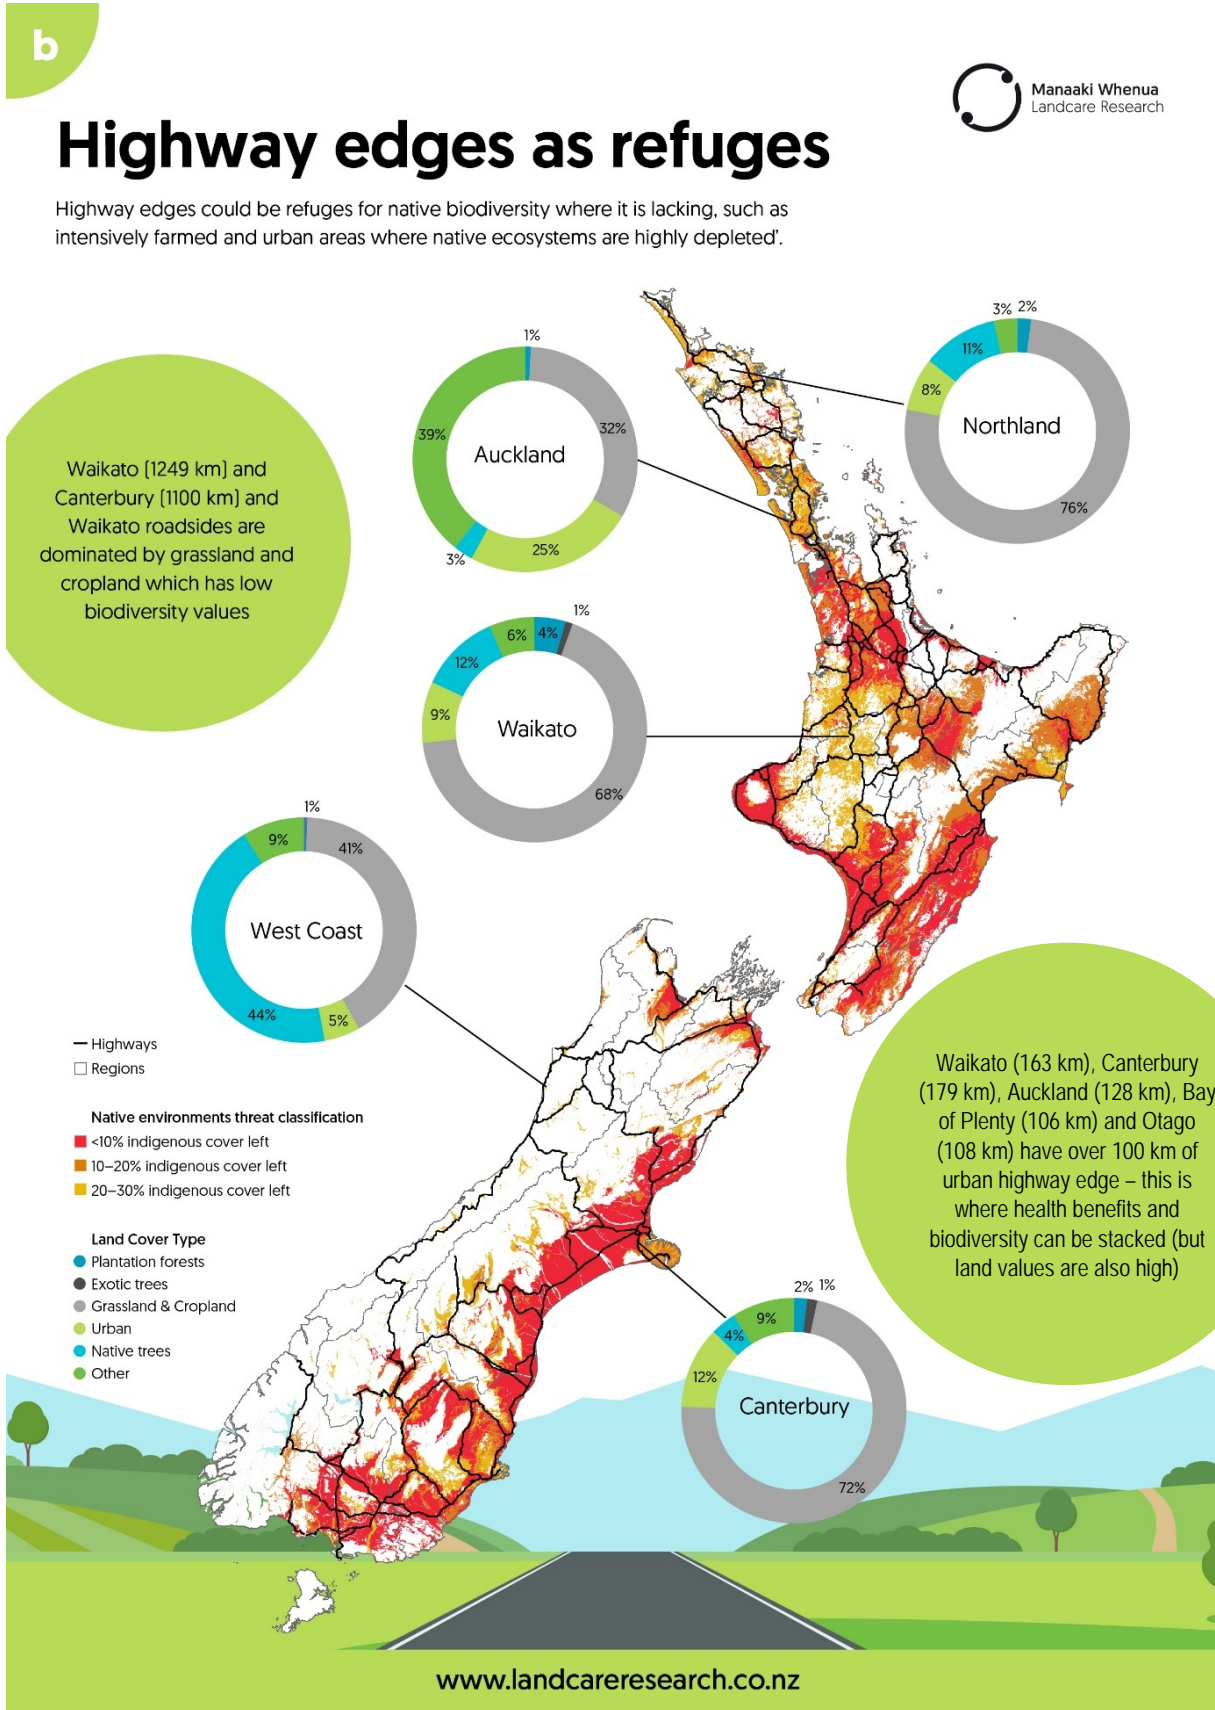 b
Manaaki Whenua
Landcare Research
Highway edges as refuges
Highway edges could be refuges for native biodiversity where it is lacking, such as
intensively farmed and urban areas where native ecosystems are highly depleted'.
Waikato (1249 km) and
Canterbury (1100 km) and
Waikato roadsides are
dominated by grassland and
cropland which has low
biodiversity values
1%
39%
32%
Auckland
3%
25%
3% 2%
11%
8%
Northland
76%
1%
6% 4%
12%
9%
Waikato
68%
1%
9%
41%
West Coast
44%
5%
Highways
Regions
Native environments threat classification
<10% indigenous cover left
10–20% indigenous cover left
20–30% indigenous cover left
Land Cover Type
Plantation forests
Exotic trees
Grassland & Cropland
Urban
Native trees
Other
Waikato (163 km), Canterbury
(179 km), Auckland (128 km), Bay
of Plenty (106 km) and Otago
(108 km) have over 100 km of
urban highway edge – this is
where health benefits and
biodiversity can be stacked (but
land values are also high)
2% 1%
9%
4%
12%
Canterbury
72%
www.landcareresearch.co.nz